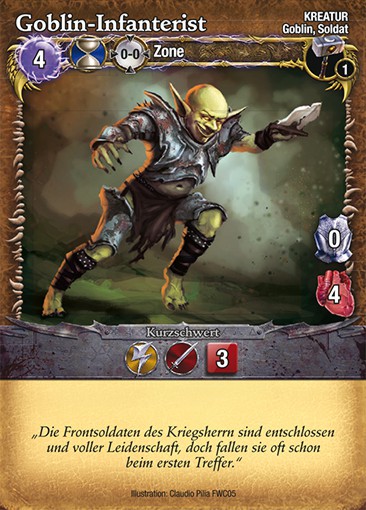 Goblin-Infanterist
KREATUR
Goblin, Soldat
4
0-0 Zone
1
0
4
Kurzschwert
3
„Die Frontsoldaten des Kriegsherrn sind entschlossen
und voller Leidenschaft, doch fallen sie oft schon
beim ersten Treffer.“
Illustration: Claudio Pilia FWC05